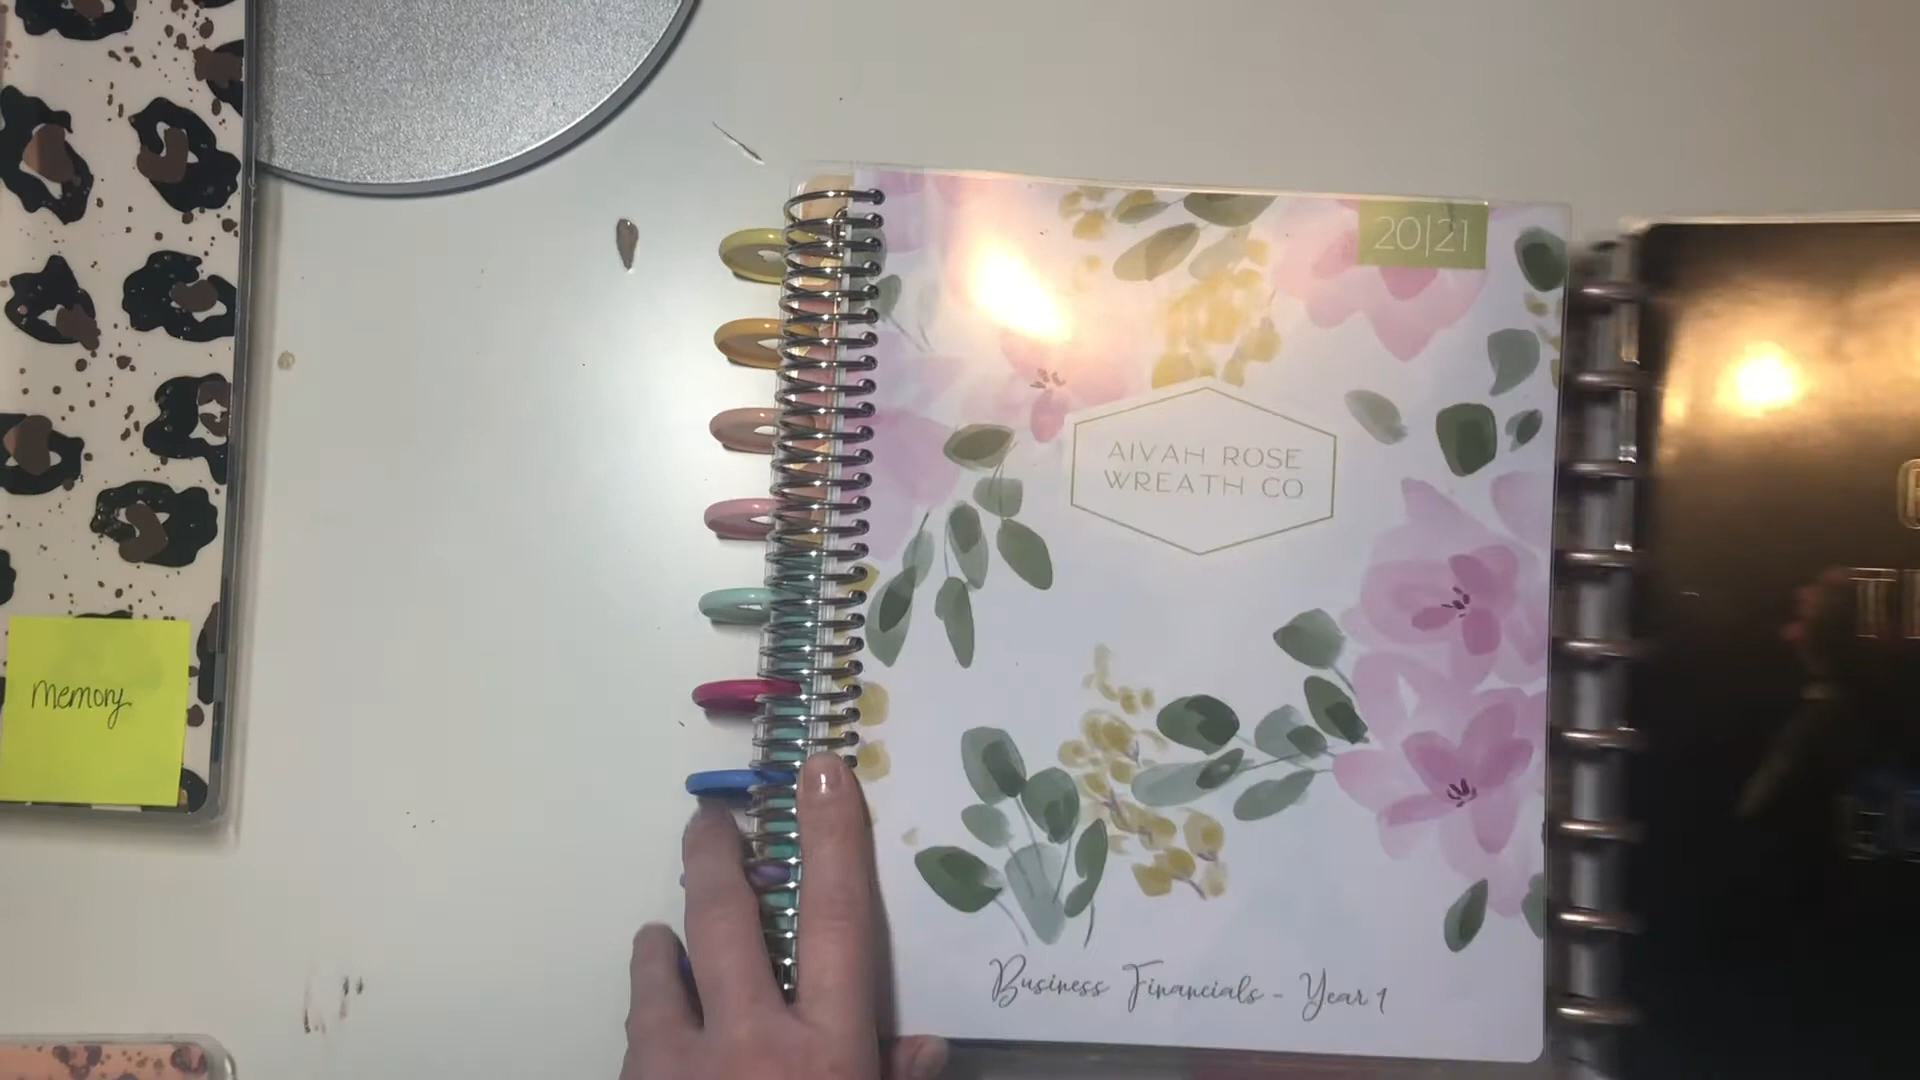 20|21
AIVAH ROSE
WREATH CO
Memory
Business Financials - Year 1